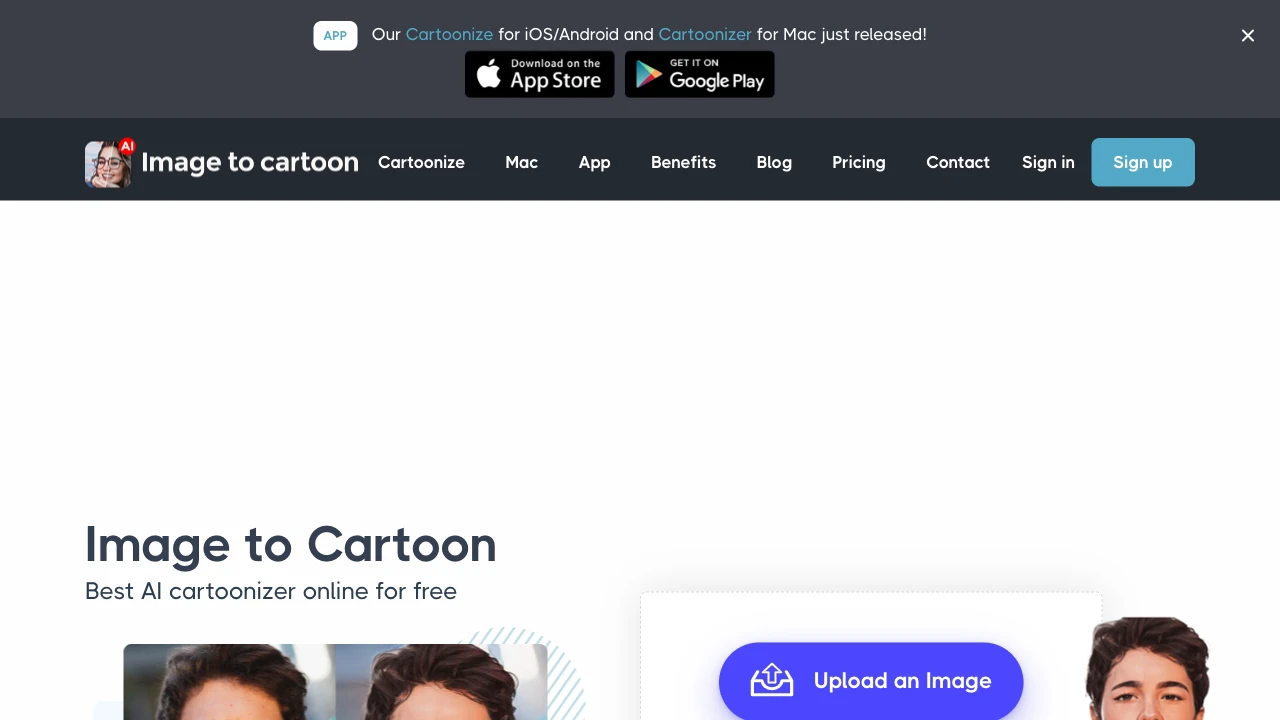 APP Our Cartoonize for iOS/Android and Cartoonizer for Mac just released!
Download on the App Store
GET IT ON Google Play
AI Image to cartoon Cartoonize Mac App Benefits Blog Pricing Contact Sign in Sign up
Image to Cartoon
Best AI cartoonizer online for free
Upload an Image